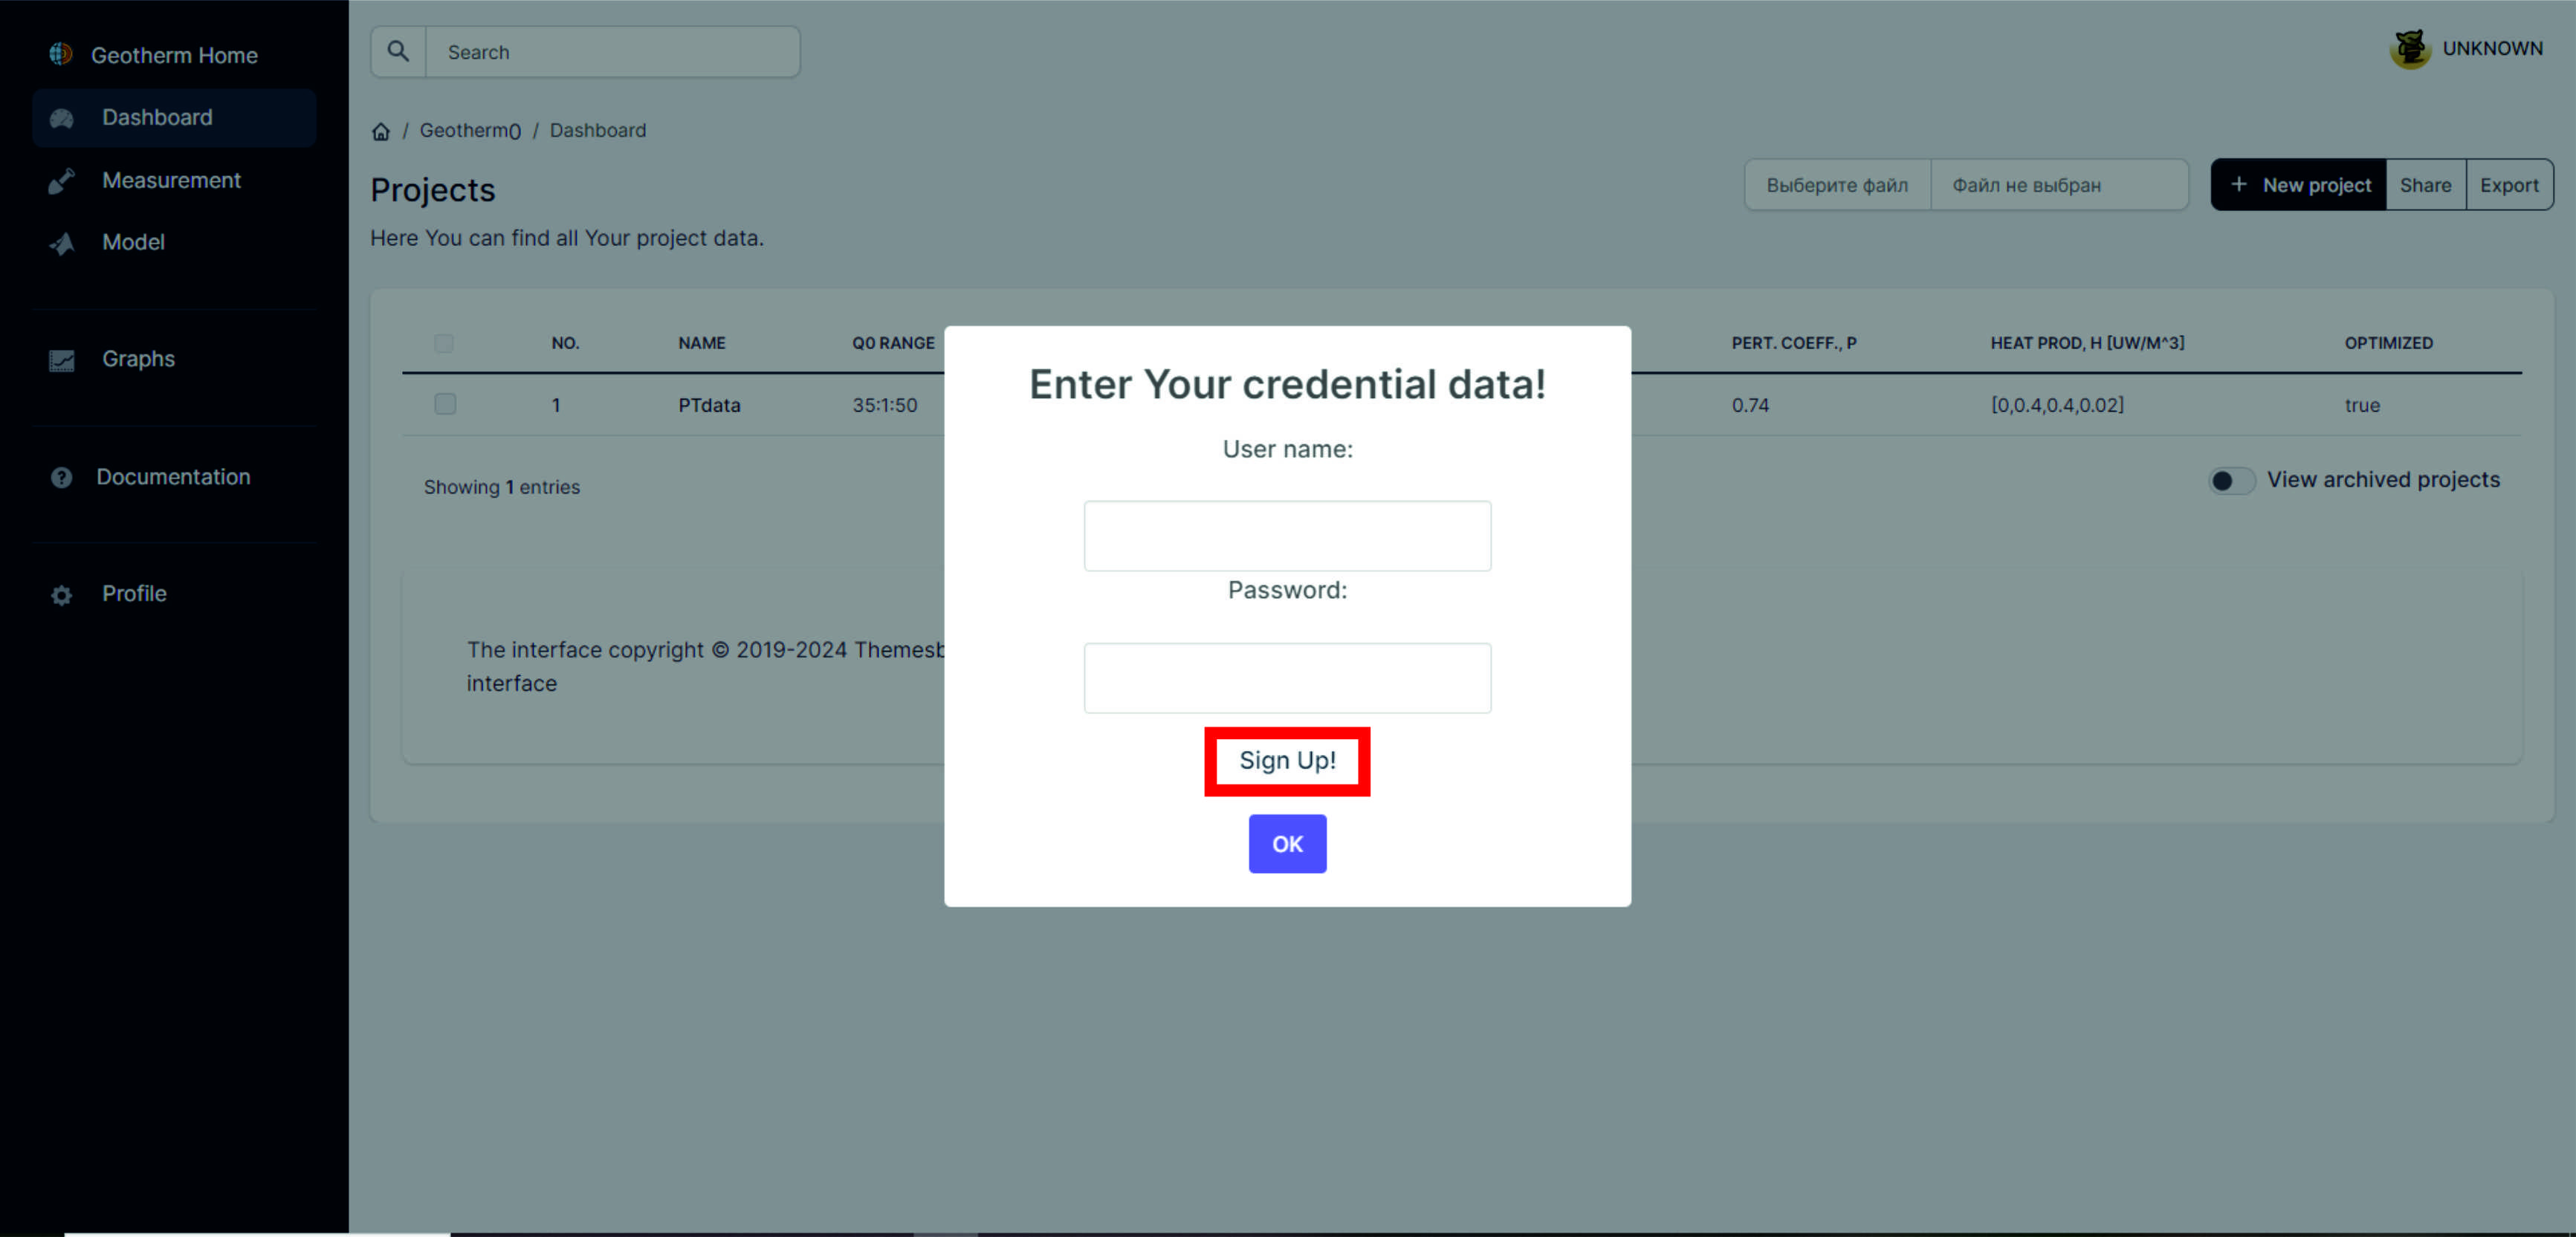 Geotherm Home
Dashboard
Measurement
Model
Graphs
Documentation
Profile
Search
UNKNOWN
/ Geotherm0 / Dashboard
Projects
Here You can find all Your project data.
Выберите файл Файл не выбран
+ New project Share Export
NO. NAME Q0 RANGE PERT. COEFF., P HEAT PROD, H [UW/M^3] OPTIMIZED
1 PTdata 35:1:50 0.74 [0,0.4,0.4,0.02] true
Showing 1 entries
View archived projects
The interface copyright © 2019-2024
interface
Enter Your credential data!
User name:
Password:
Sign Up!
OK